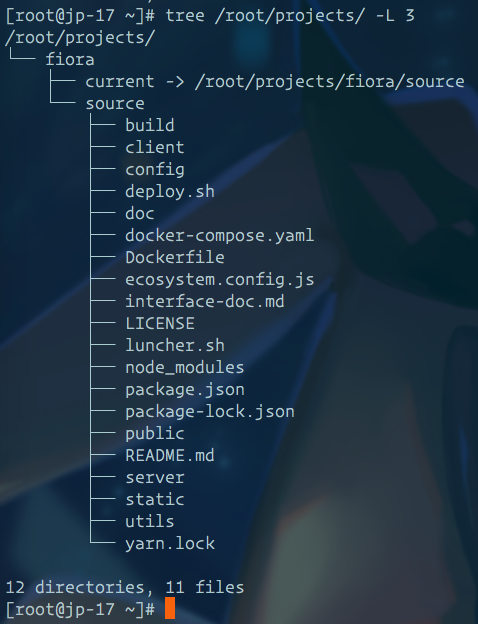 [root@jp-17 ~]# tree /root/projects/ -L 3
/root/projects/
└── fiora
    ├── current -> /root/projects/fiora/source
    └── source
        ├── build
        ├── client
        ├── config
        ├── deploy.sh
        ├── doc
        ├── docker-compose.yaml
        ├── Dockerfile
        ├── ecosystem.config.js
        ├── interface-doc.md
        ├── LICENSE
        ├── luncher.sh
        ├── node_modules
        ├── package.json
        ├── package-lock.json
        ├── public
        ├── README.md
        ├── server
        ├── static
        ├── utils
        └── yarn.lock
12 directories, 11 files
[root@jp-17 ~]#